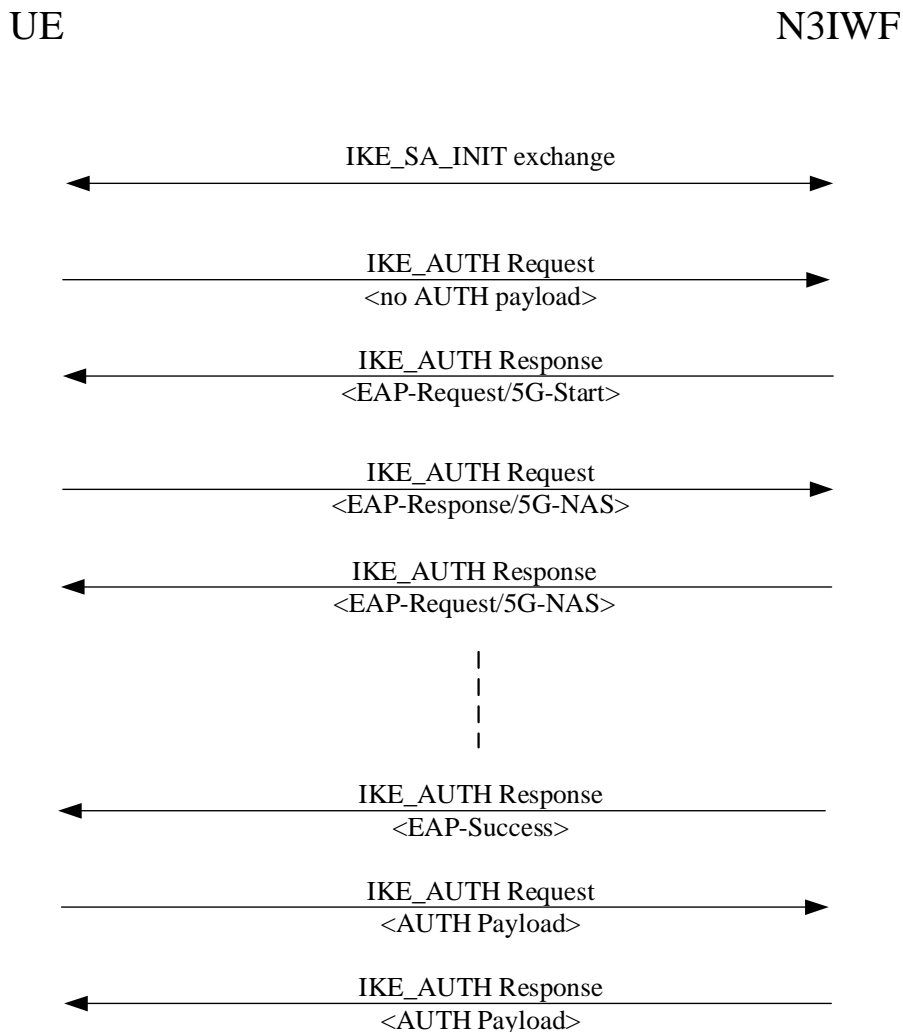 UE
N3IWF
IKE_SA_INIT exchange
IKE_AUTH Request
<no AUTH payload>
IKE_AUTH Response
<EAP-Request/5G-Start>
IKE_AUTH Request
<EAP-Response/5G-NAS>
IKE_AUTH Response
<EAP-Request/5G-NAS>
IKE_AUTH Response
<EAP-Success>
IKE_AUTH Request
<AUTH Payload>
IKE_AUTH Response
<AUTH Payload>